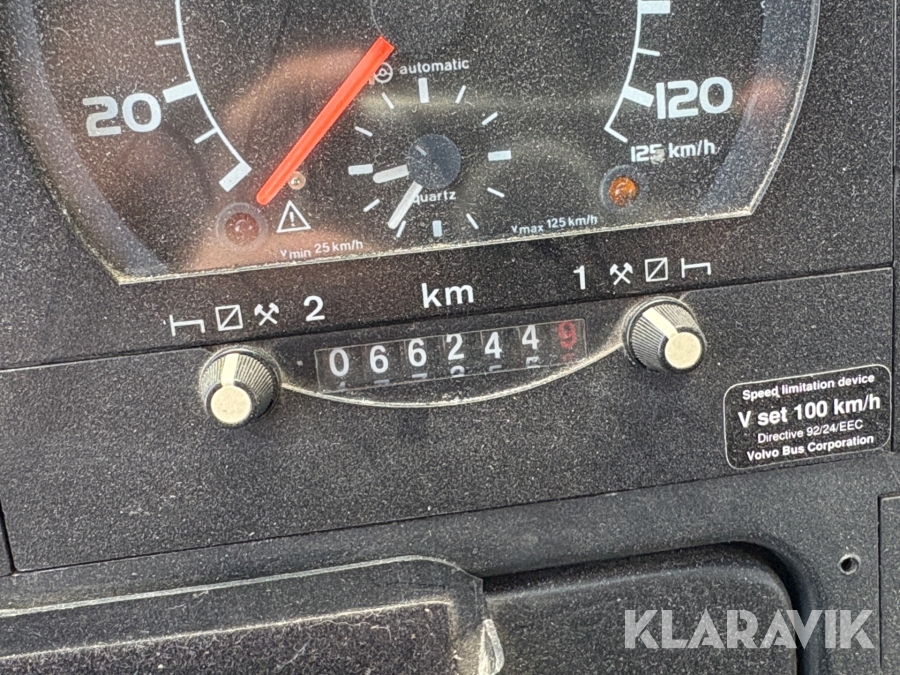 automatic
20
120
125 km/h
quartz
Vmin 25 km/h
Vmax 125 km/h
2 km 1
0662449
Speed limitation device
V set 100 km/h
Directive 92/24/EEC
Volvo Bus Corporation
KLARAVIK